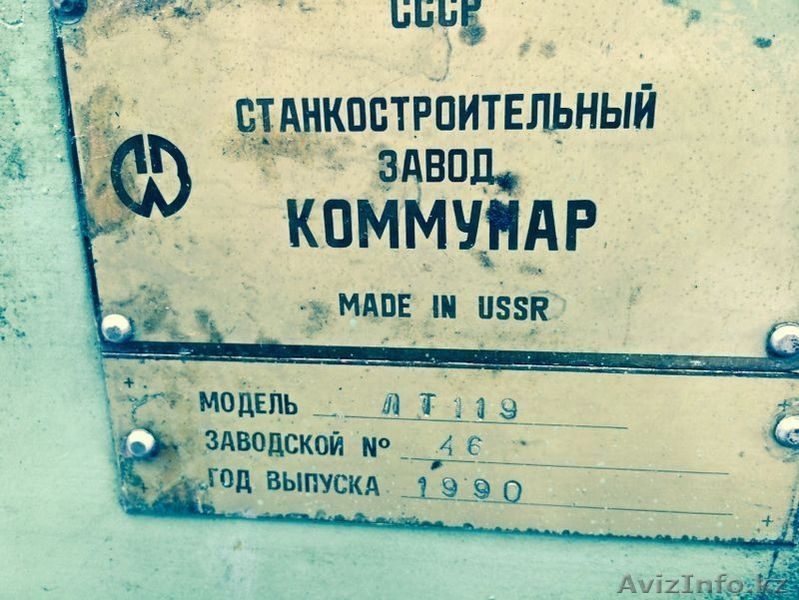 СССР
СТАНКОСТРОИТЕЛЬНЫЙ
ЗАВОД
КОММУНАР
MADE IN USSR
МОДЕЛЬ ЛТ119
ЗАВОДСКОЙ № 46
ГОД ВЫПУСКА 1990
AvizInfo.kz